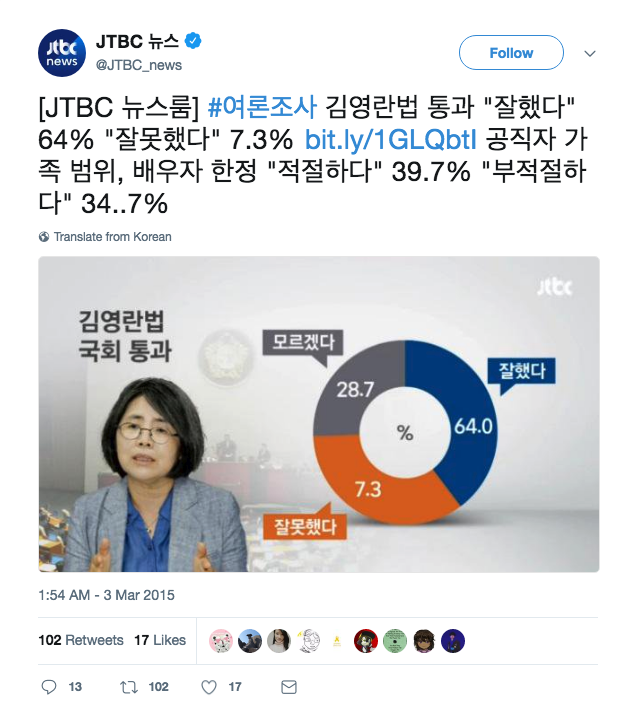 jtbc
news
JTBC 뉴스
@JTBC_news
Follow
[JTBC 뉴스룸] #여론조사 김영란법 통과 "잘했다"
64% "잘못했다" 7.3% bit.ly/1GLQbtI 공직자 가
족 범위, 배우자 한정 "적절하다" 39.7% "부적절하
다" 34..7%
Translate from Korean
jtbc
김영란법
국회 통과
모르겠다
잘했다
28.7
64.0
%
7.3
잘못했다
1:54 AM - 3 Mar 2015
102 Retweets 17 Likes
13 102 17